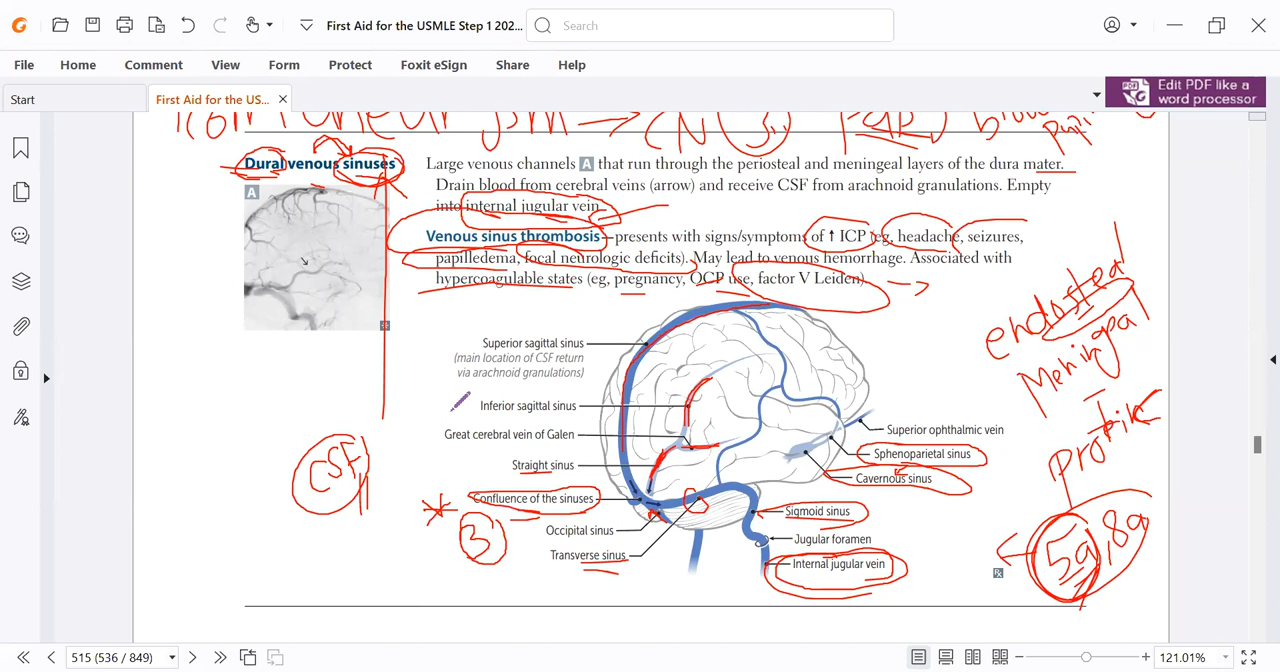 First Aid for the USMLE Step 1 202...
Search
File Home Comment View Form Protect Foxit eSign Share Help
Start
First Aid for the US...
Edit PDF like a
word processor
Dural venous sinuses
Large venous channels A that run through the periosteal and meningeal layers of the dura mater.
Drain blood from cerebral veins (arrow) and receive CSF from arachnoid granulations. Empty
into internal jugular vein.
A
Venous sinus thrombosis—presents with signs/symptoms of ↑ ICP (eg, headache, seizures,
papilledema, focal neurologic deficits). May lead to venous hemorrhage. Associated with
hypercoagulable states (eg, pregnancy, OCP use, factor V Leiden).
endosteal
Meningeal
CSF
3
5a, 89
Superior sagittal sinus
(main location of CSF return
via arachnoid granulations)
Inferior sagittal sinus
Great cerebral vein of Galen
Straight sinus
Confluence of the sinuses
Occipital sinus
Transverse sinus
Superior ophthalmic vein
Sphenoparietal sinus
Cavernous sinus
Sigmoid sinus
Jugular foramen
Internal jugular vein
515 (536 / 849)
121.01%